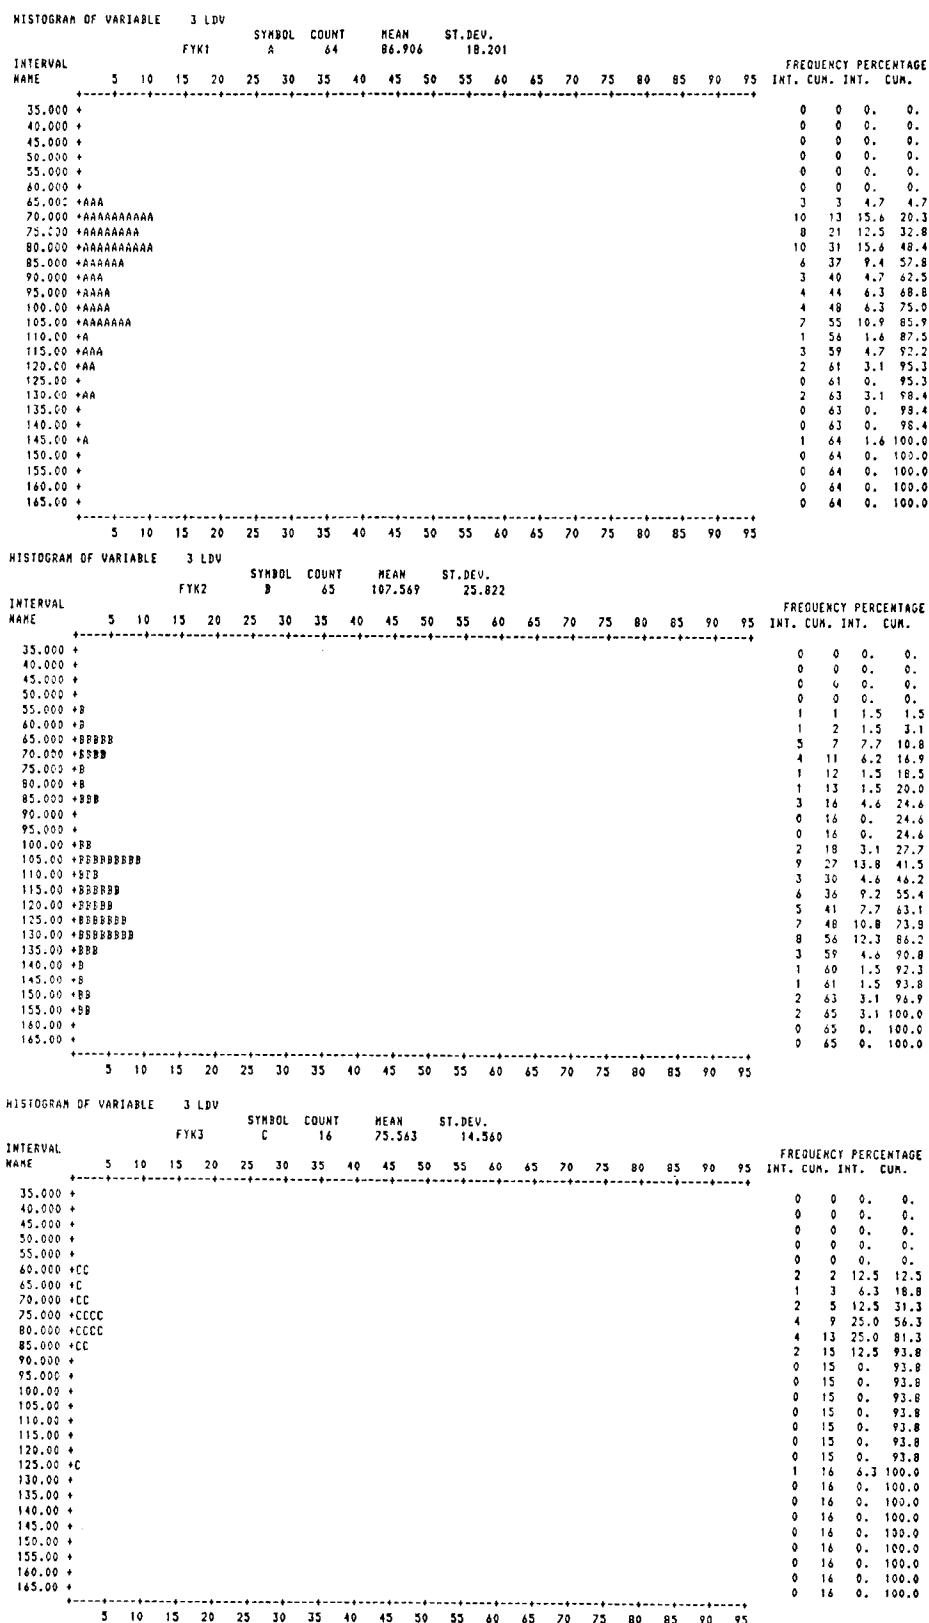 HISTOGRAM OF VARIABLE 3 LDV
SYMBOL COUNT MEAN ST.DEV.
FYK1 A 64 86.906 18.201
INTERVAL FREQUENCY PERCENTAGE
NAME 5 10 15 20 25 30 35 40 45 50 55 60 65 70 75 80 85 90 95 INT. CUM. INT. CUM.
+----+----+----+----+----+----+----+----+----+----+----+----+----+----+----+----+----+----+----+
35.000 + 0 0 0. 0.
40.000 + 0 0 0. 0.
45.000 + 0 0 0. 0.
50.000 + 0 0 0. 0.
55.000 + 0 0 0. 0.
60.000 + 0 0 0. 0.
65.000 +AAA 3 3 4.7 4.7
70.000 +AAAAAAAAAA 10 13 15.6 20.3
75.000 +AAAAAAAA 8 21 12.5 32.8
80.000 +AAAAAAAAAA 10 31 15.6 48.4
85.000 +AAAAAA 6 37 9.4 57.8
90.000 +AAA 3 40 4.7 62.5
95.000 +AAAA 4 44 6.3 68.8
100.00 +AAAA 4 48 6.3 75.0
105.00 +AAAAAAA 7 55 10.9 85.9
110.00 +A 1 56 1.6 87.5
115.00 +AAA 3 59 4.7 92.2
120.00 +AA 2 61 3.1 95.3
125.00 + 0 61 0. 95.3
130.00 +AA 2 63 3.1 98.4
135.00 + 0 63 0. 98.4
140.00 + 0 63 0. 98.4
145.00 +A 1 64 1.6 100.0
150.00 + 0 64 0. 100.0
155.00 + 0 64 0. 100.0
160.00 + 0 64 0. 100.0
165.00 + 0 64 0. 100.0
+----+----+----+----+----+----+----+----+----+----+----+----+----+----+----+----+----+----+----+
5 10 15 20 25 30 35 40 45 50 55 60 65 70 75 80 85 90 95
HISTOGRAM OF VARIABLE 3 LDV
SYMBOL COUNT MEAN ST.DEV.
FYK2 B 65 107.569 25.822
INTERVAL FREQUENCY PERCENTAGE
NAME 5 10 15 20 25 30 35 40 45 50 55 60 65 70 75 80 85 90 95 INT. CUM. INT. CUM.
+----+----+----+----+----+----+----+----+----+----+----+----+----+----+----+----+----+----+----+
35.000 + 0 0 0. 0.
40.000 + 0 0 0. 0.
45.000 + 0 0 0. 0.
50.000 + 0 0 0. 0.
55.000 +B 1 1 1.5 1.5
60.000 +B 1 2 1.5 3.1
65.000 +BBBBB 5 7 7.7 10.8
70.000 +BBBB 4 11 6.2 16.9
75.000 +B 1 12 1.5 18.5
80.000 +B 1 13 1.5 20.0
85.000 +BBB 3 16 4.6 24.6
90.000 + 0 16 0. 24.6
95.000 + 0 16 0. 24.6
100.00 +BB 2 18 3.1 27.7
105.00 +BBBBBBBBB 9 27 13.8 41.5
110.00 +BBB 3 30 4.6 46.2
115.00 +BBBBBB 6 36 9.2 55.4
120.00 +BBBBB 5 41 7.7 63.1
125.00 +BBBBBBB 7 48 10.8 73.8
130.00 +BBBBBBBB 8 56 12.3 86.2
135.00 +BBB 3 59 4.6 90.8
140.00 +B 1 60 1.5 92.3
145.00 +B 1 61 1.5 93.8
150.00 +BB 2 63 3.1 96.9
155.00 +BB 2 65 3.1 100.0
160.00 + 0 65 0. 100.0
165.00 + 0 65 0. 100.0
+----+----+----+----+----+----+----+----+----+----+----+----+----+----+----+----+----+----+----+
5 10 15 20 25 30 35 40 45 50 55 60 65 70 75 80 85 90 95
HISTOGRAM OF VARIABLE 3 LDV
SYMBOL COUNT MEAN ST.DEV.
FYK3 C 16 75.563 14.560
INTERVAL FREQUENCY PERCENTAGE
NAME 5 10 15 20 25 30 35 40 45 50 55 60 65 70 75 80 85 90 95 INT. CUM. INT. CUM.
+----+----+----+----+----+----+----+----+----+----+----+----+----+----+----+----+----+----+----+
35.000 + 0 0 0. 0.
40.000 + 0 0 0. 0.
45.000 + 0 0 0. 0.
50.000 + 0 0 0. 0.
55.000 + 0 0 0. 0.
60.000 +CC 2 2 12.5 12.5
65.000 +C 1 3 6.3 18.8
70.000 +CC 2 5 12.5 31.3
75.000 +CCCC 4 9 25.0 56.3
80.000 +CCCC 4 13 25.0 81.3
85.000 +CC 2 15 12.5 93.8
90.000 + 0 15 0. 93.8
95.000 + 0 15 0. 93.8
100.00 + 0 15 0. 93.8
105.00 + 0 15 0. 93.8
110.00 + 0 15 0. 93.8
115.00 + 0 15 0. 93.8
120.00 + 0 15 0. 93.8
125.00 +C 1 16 6.3 100.0
130.00 + 0 16 0. 100.0
135.00 + 0 16 0. 100.0
140.00 + 0 16 0. 100.0
145.00 + 0 16 0. 100.0
150.00 + 0 16 0. 100.0
155.00 + 0 16 0. 100.0
160.00 + 0 16 0. 100.0
165.00 + 0 16 0. 100.0
+----+----+----+----+----+----+----+----+----+----+----+----+----+----+----+----+----+----+----+
5 10 15 20 25 30 35 40 45 50 55 60 65 70 75 80 85 90 95